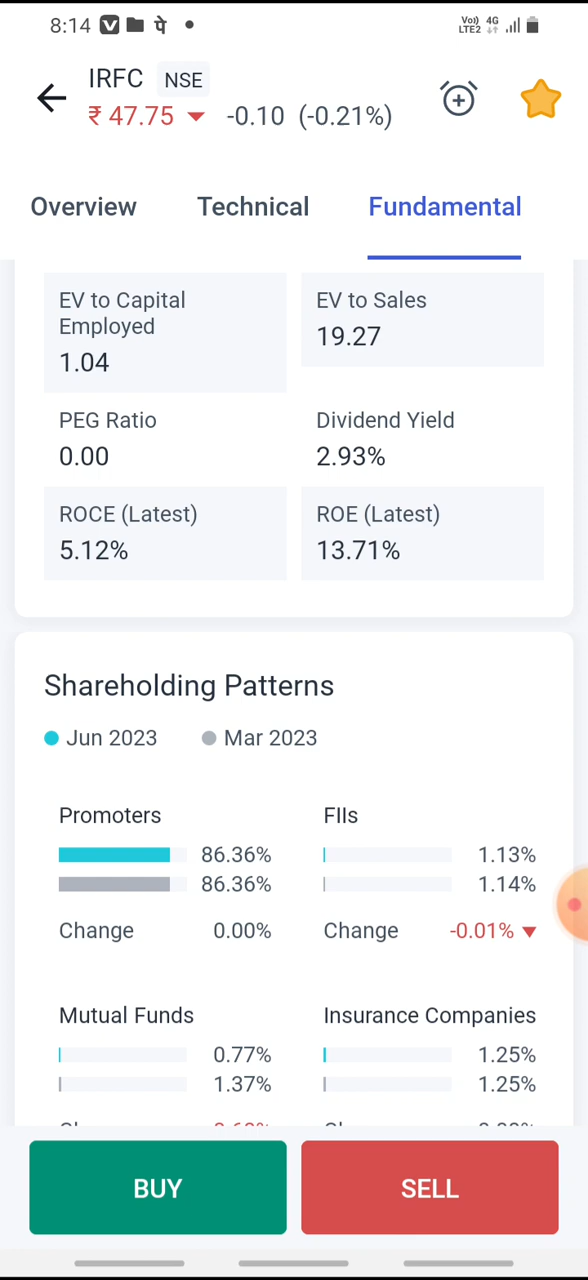 8:14 V पे Vo)) LTE2 4G
IRFC NSE
₹ 47.75 -0.10 (-0.21%)
Overview Technical Fundamental
EV to Capital Employed
1.04
EV to Sales
19.27
PEG Ratio
0.00
Dividend Yield
2.93%
ROCE (Latest)
5.12%
ROE (Latest)
13.71%
Shareholding Patterns
Jun 2023 Mar 2023
Promoters
86.36%
86.36%
Change 0.00%
FIIs
1.13%
1.14%
Change -0.01%
Mutual Funds
0.77%
1.37%
Insurance Companies
1.25%
1.25%
BUY SELL